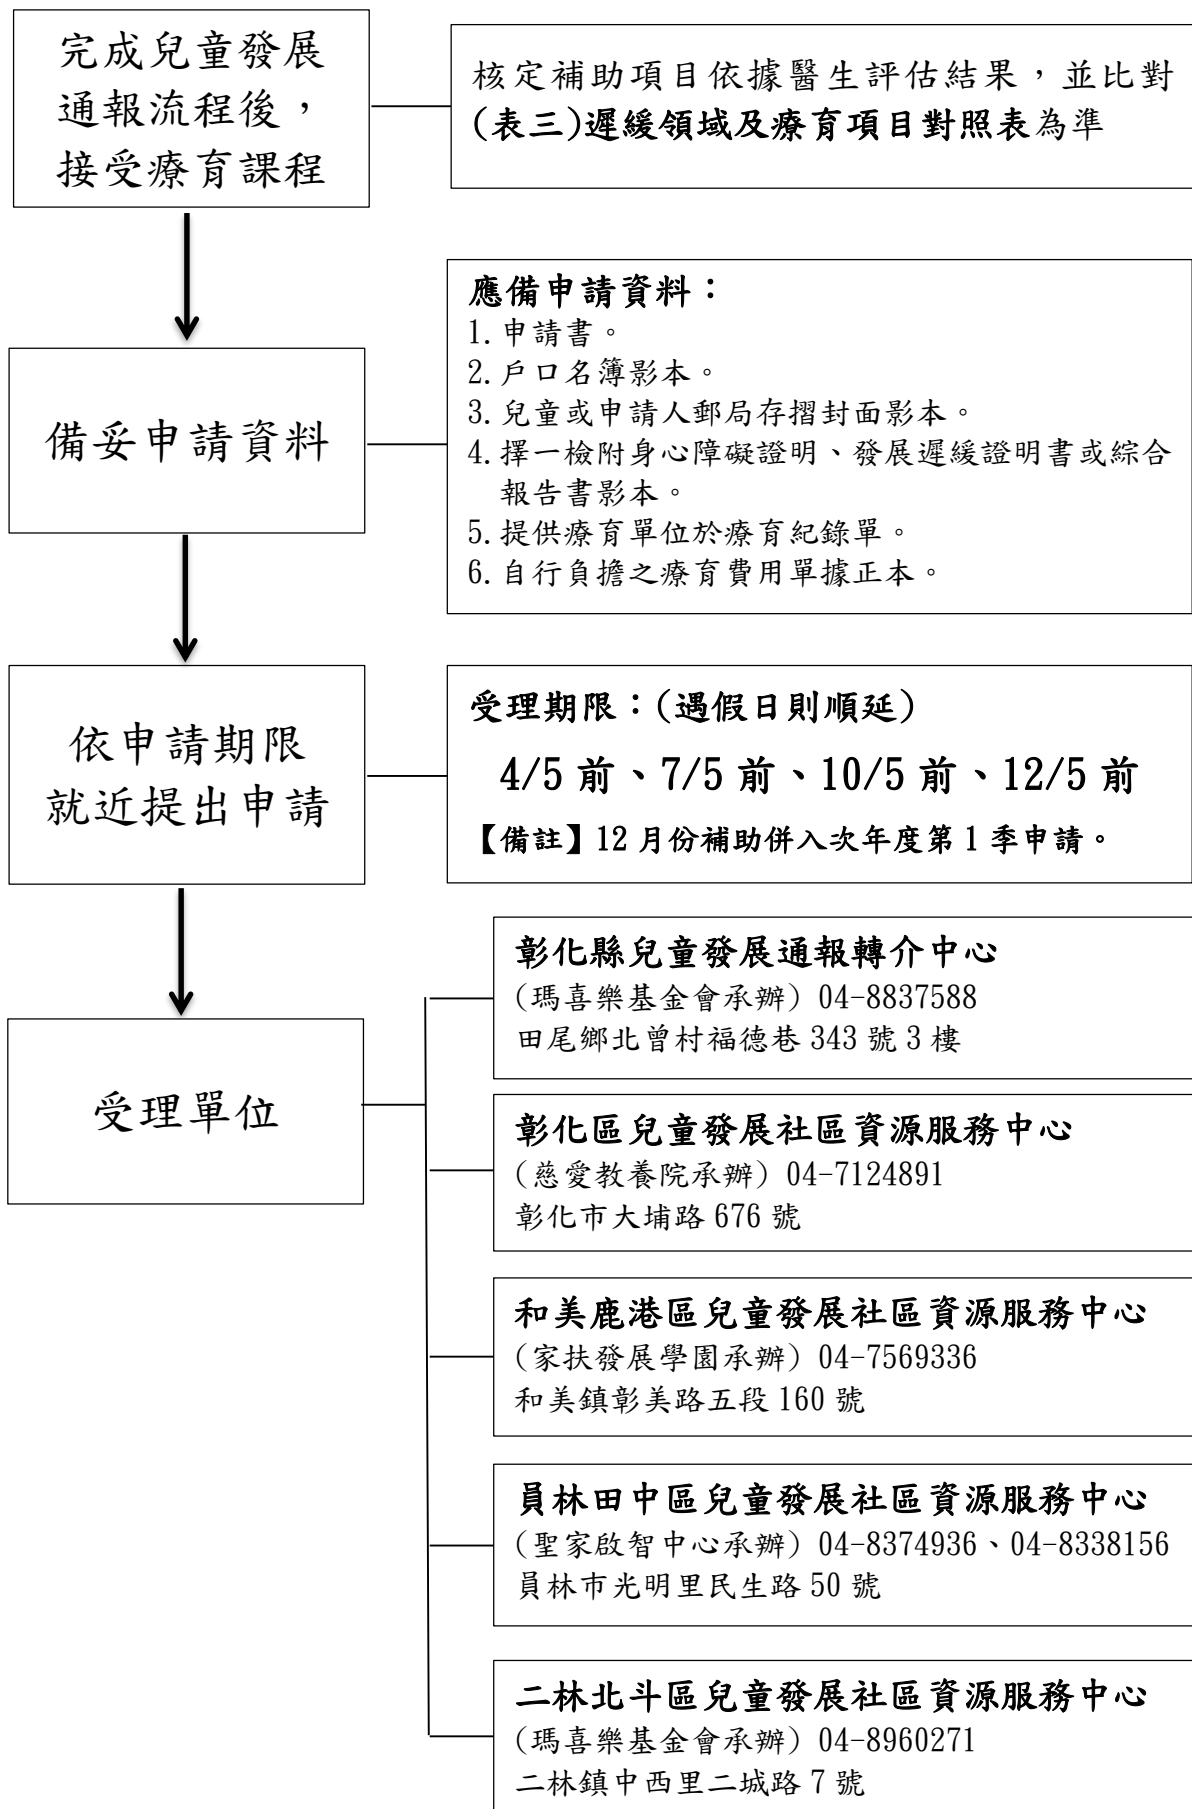 完成兒童發展
通報流程後，
接受療育課程
核定補助項目依據醫生評估結果，並比對
(表三)遲緩領域及療育項目對照表為準
備妥申請資料
應備申請資料：
1.申請書。
2.戶口名簿影本。
3.兒童或申請人郵局存摺封面影本。
4.擇一檢附身心障礙證明、發展遲緩證明書或綜合
報告書影本。
5.提供療育單位於療育紀錄單。
6.自行負擔之療育費用單據正本。
依申請期限
就近提出申請
受理期限：(遇假日則順延)
4/5 前、7/5 前、10/5 前、12/5 前
【備註】12 月份補助併入次年度第 1 季申請。
受理單位
彰化縣兒童發展通報轉介中心
(瑪喜樂基金會承辦) 04-8837588
田尾鄉北曾村福德巷 343 號 3 樓
彰化區兒童發展社區資源服務中心
(慈愛教養院承辦) 04-7124891
彰化市大埔路 676 號
和美鹿港區兒童發展社區資源服務中心
(家扶發展學園承辦) 04-7569336
和美鎮彰美路五段 160 號
員林田中區兒童發展社區資源服務中心
(聖家啟智中心承辦) 04-8374936、04-8338156
員林市光明里民生路 50 號
二林北斗區兒童發展社區資源服務中心
(瑪喜樂基金會承辦) 04-8960271
二林鎮中西里二城路 7 號